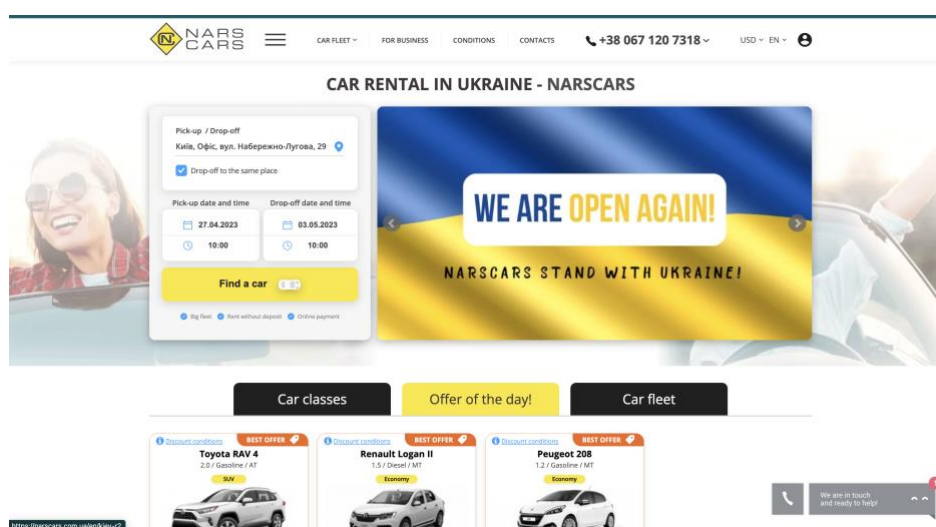 NARS
CARS
CAR FLEET
FOR BUSINESS
CONDITIONS
CONTACTS
+38 067 120 7318
USD
EN
CAR RENTAL IN UKRAINE - NARSCARS
Pick-up / Drop-off
Київ, Офіс, вул. Набережно-Лугова, 29
Drop-off to the same place
Pick-up date and time
Drop-off date and time
27.04.2023
03.05.2023
10:00
10:00
Find a car
Big fleet
Rent without deposit
Online payment
WE ARE OPEN AGAIN!
NARSCARS STAND WITH UKRAINE!
Car classes
Offer of the day!
Car fleet
Discount conditions
BEST OFFER
Toyota RAV 4
2.0 / Gasoline / AT
SUV
Discount conditions
BEST OFFER
Renault Logan II
1.5 / Diesel / MT
Economy
Discount conditions
BEST OFFER
Peugeot 208
1.2 / Gasoline / MT
Economy
We are in touch
and ready to help!